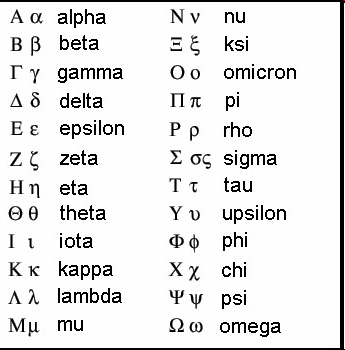 Α α alpha Ν ν nu
Β β beta Ξ ξ ksi
Γ γ gamma Ο ο omicron
Δ δ delta Π π pi
Ε ε epsilon Ρ ρ rho
Ζ ζ zeta Σ σς sigma
Η η eta Τ τ tau
Θ θ theta Υ υ upsilon
Ι ι iota Φ ϕ phi
Κ κ kappa Χ χ chi
Λ λ lambda Ψ ψ psi
Μμ mu Ω ω omega